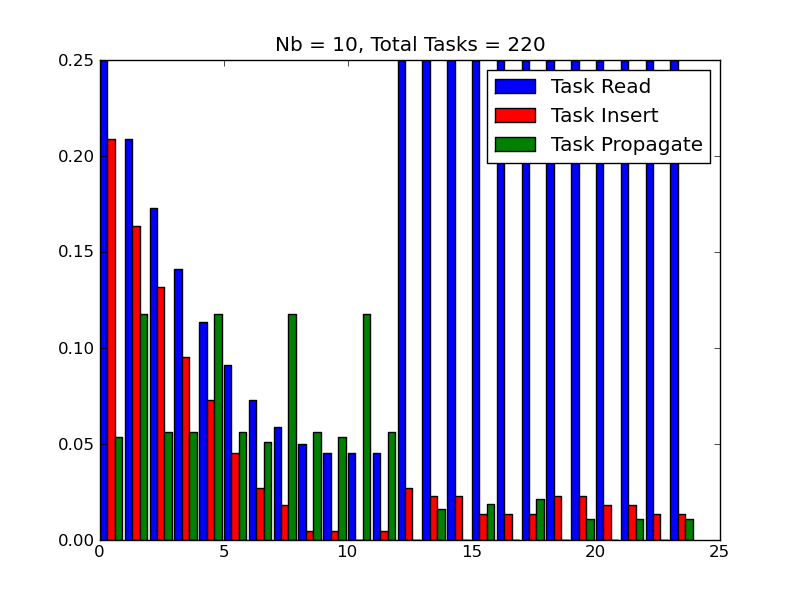 Nb = 10, Total Tasks = 220
0.25
0.20
0.15
0.10
0.05
0.00
Task Read
Task Insert
Task Propagate
0 5 10 15 20 25